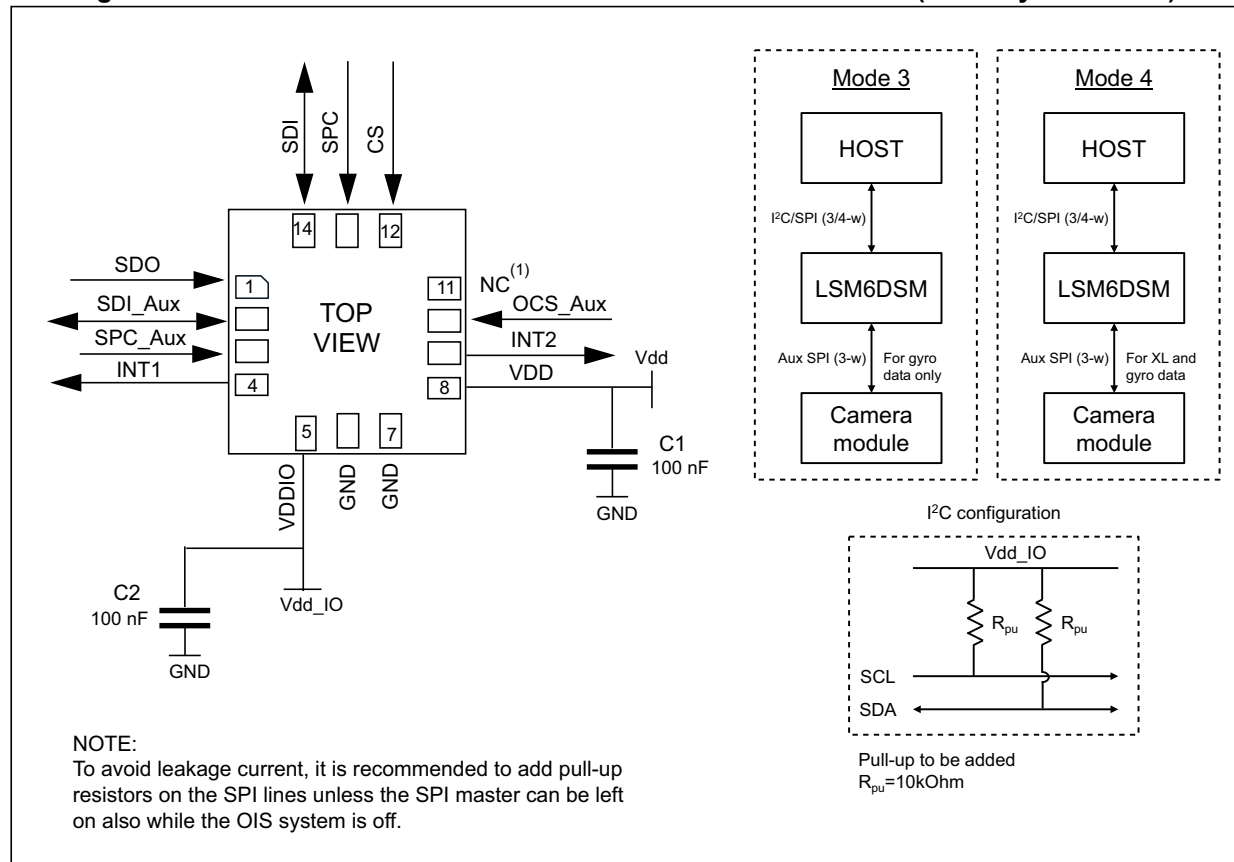 SDI
SPC
CS
14
12
SDO
SDI_Aux
SPC_Aux
INT1
1
4
TOP
VIEW
11
8
NC(1)
OCS_Aux
INT2
VDD
Vdd
C1
100 nF
GND
5
7
VDDIO
GND
GND
C2
100 nF
GND
Vdd_IO
NOTE:
To avoid leakage current, it is recommended to add pull-up
resistors on the SPI lines unless the SPI master can be left
on also while the OIS system is off.
Mode 3
HOST
I²C/SPI (3/4-w)
LSM6DSM
Aux SPI (3-w)
For gyro
data only
Camera
module
Mode 4
HOST
I²C/SPI (3/4-w)
LSM6DSM
Aux SPI (3-w)
For XL and
gyro data
Camera
module
I²C configuration
Vdd_IO
Rpu
Rpu
SCL
SDA
Pull-up to be added
Rpu=10kOhm